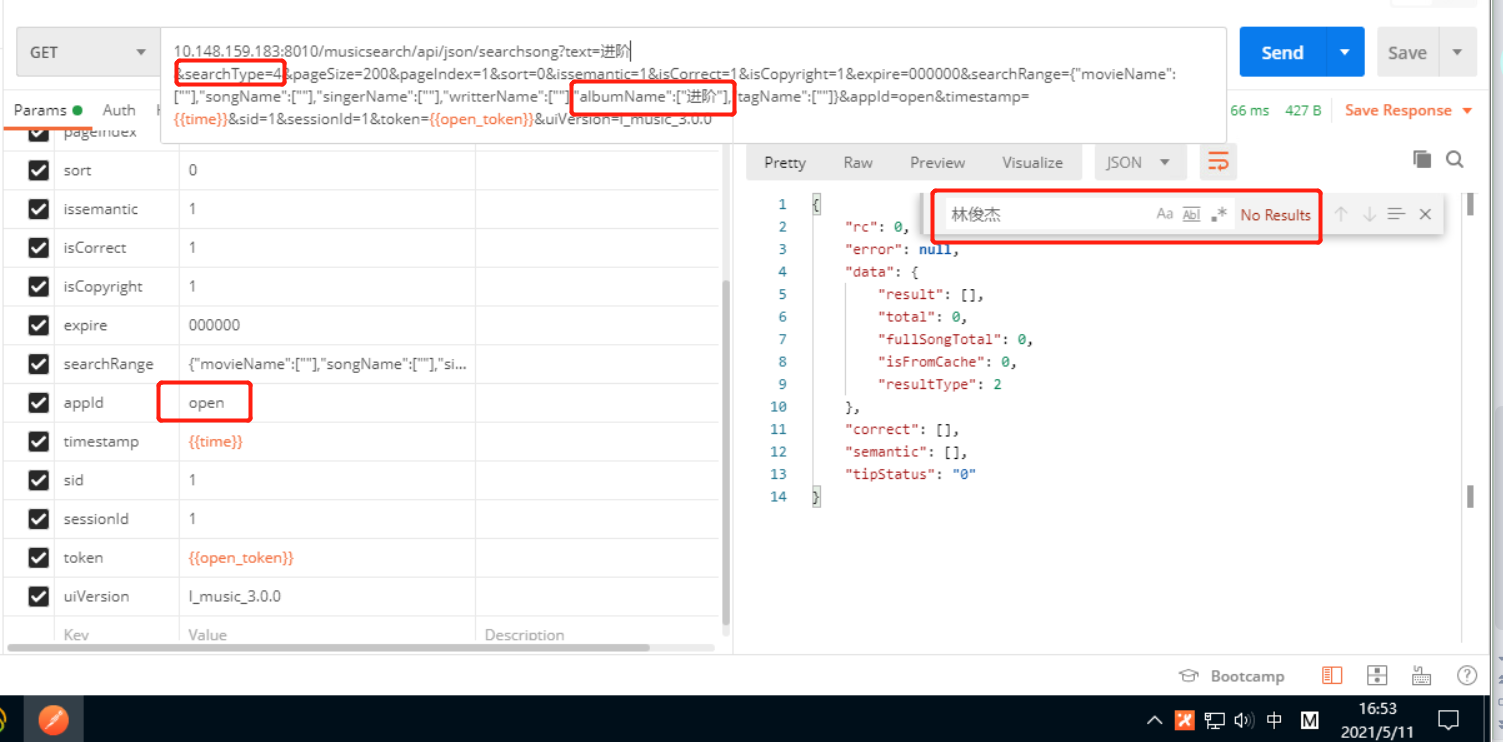 GET
10.148.159.183:8010/musicsearch/api/json/searchsong?text=进阶
&searchType=4&pageSize=200&pageIndex=1&sort=0&issemantic=1&isCorrect=1&isCopyright=1&expire=000000&searchRange={"movieName":
[""],"songName":[""],"singerName":[""],"writterName":[""],"albumName":["进阶"],"tagName":[""]}&appId=open&timestamp=
{{time}}&sid=1&sessionId=1&token={{open_token}}&uiVersion=I_music_3.0.0
Send
Save
Params
Auth
66 ms 427 B Save Response
pageIndex
sort 0
issemantic 1
isCorrect 1
isCopyright 1
expire 000000
searchRange {"movieName":[""],"songName":[""],"si...
appId open
timestamp {{time}}
sid 1
sessionId 1
token {{open_token}}
uiVersion I_music_3.0.0
Key Value Description
Pretty Raw Preview Visualize JSON
林俊杰 Aa Abl .* No Results
1 {
2 "rc": 0,
3 "error": null,
4 "data": {
5 "result": [],
6 "total": 0,
7 "fullSongTotal": 0,
8 "isFromCache": 0,
9 "resultType": 2
10 },
11 "correct": [],
12 "semantic": [],
13 "tipStatus": "0"
14 }
Bootcamp
中 M
16:53
2021/5/11